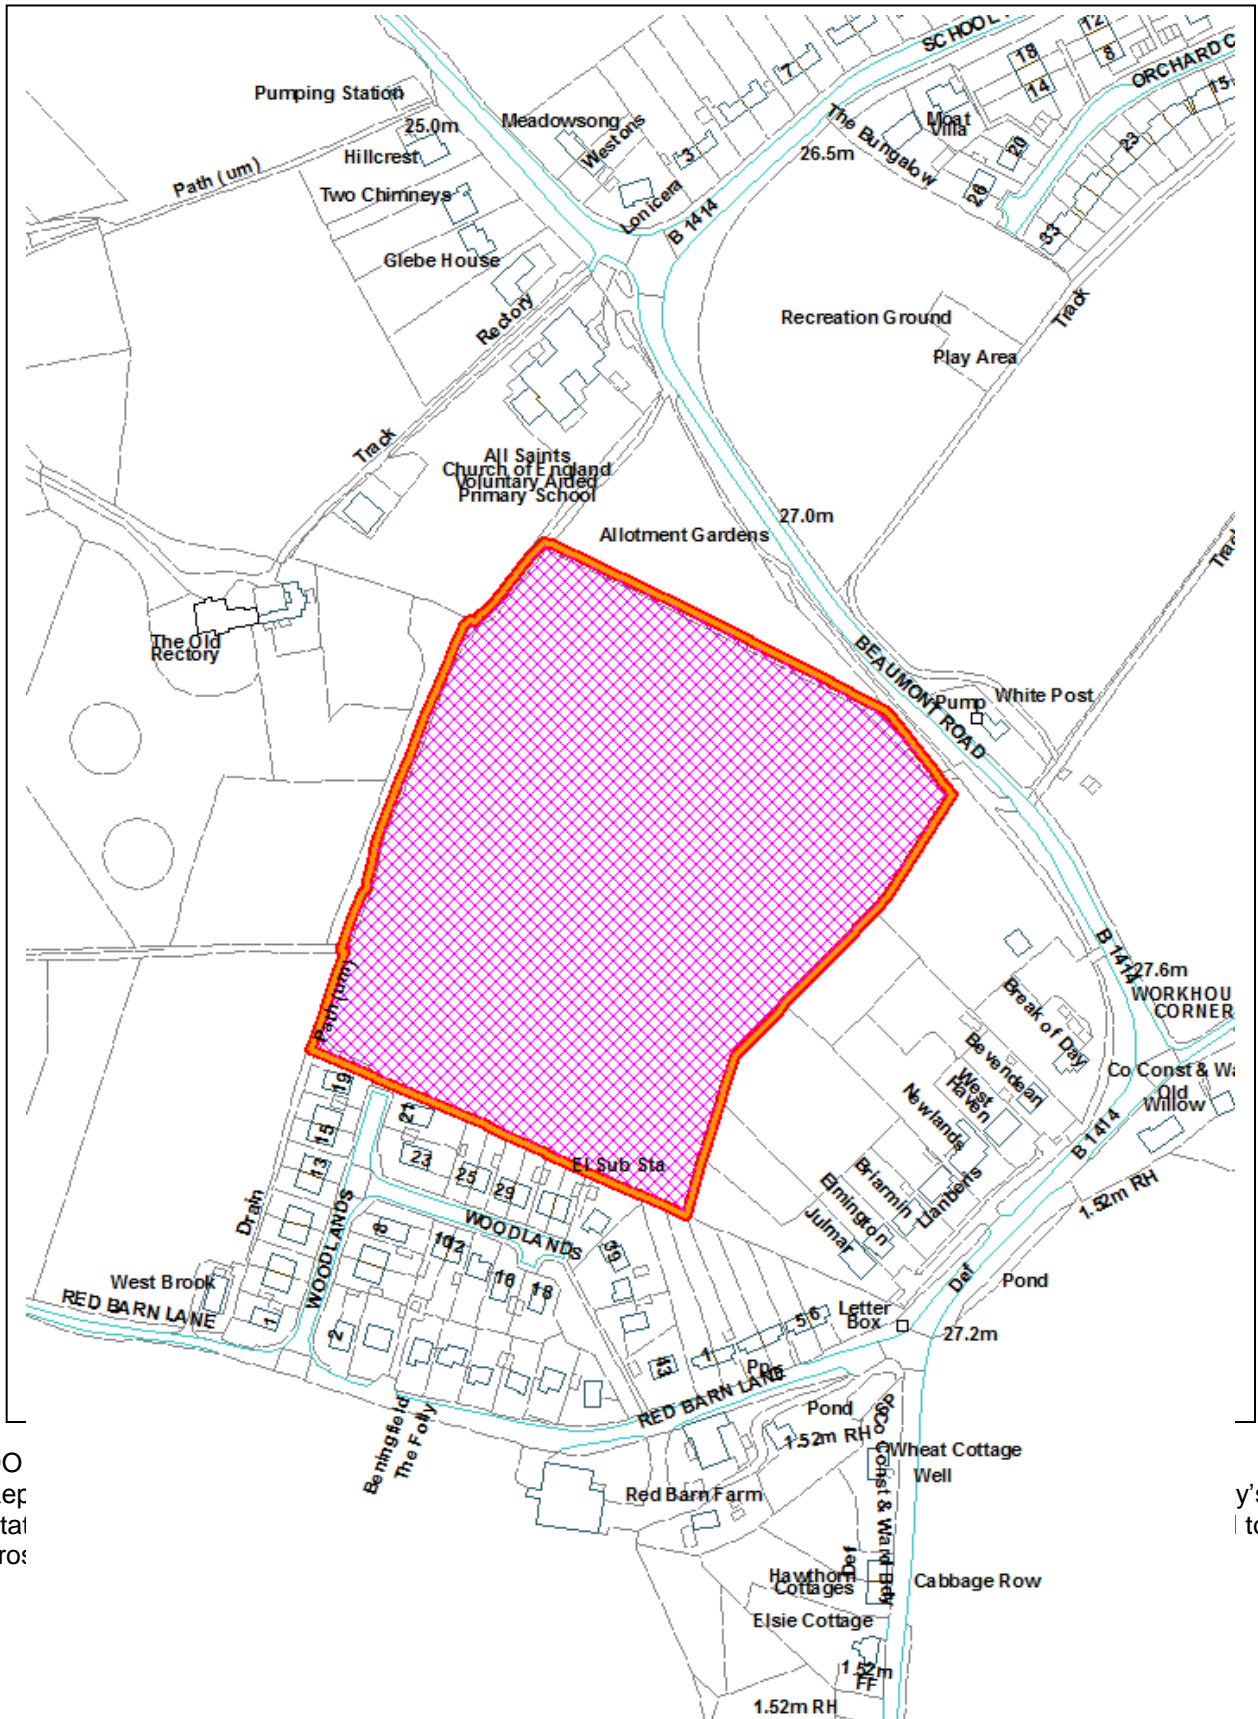 SCHOOL
12
8
18
14
ORCHARD C
15
7
Pumping Station
25.0m
Meadowsong
Westons
3
Moat
Villa
The Bungalow
20
23
26.5m
Hillcrest
Path (um)
Two Chimneys
Lonicera
B 1414
26
33
Glebe House
Rectory
Recreation Ground
Track
Play Area
Track
All Saints
Church of England
Voluntary Aided
Primary School
27.0m
Allotment Gardens
Track
The Old
Rectory
BEAUMONT ROAD
Pump
White Post
B 1414
27.6m
WORKHOU
CORNER
Path (um)
Break of Day
Bevendean
West
Haven
Newlands
Co Const & Wa
Old
Willow
B 1414
19
21
15
23
13
25
29
El Sub Sta
Briarmin
Elmington
Llanberis
Julmar
1.52m RH
Drain
WOODLANDS
8
10
12
WOODLANDS
39
16
18
West Brook
RED BARN LANE
1
2
Def
Pond
Letter
Box
5
6
27.2m
43
1
RED BARN LANE
Pond
1.52m RH
Co Const & Ward Bdy
Wheat Cottage
Well
Beningfield
The Folly
Red Barn Farm
Def
Hawthorn
Cottages
Cabbage Row
Elsie Cottage
1.52m
FF
1.52m RH